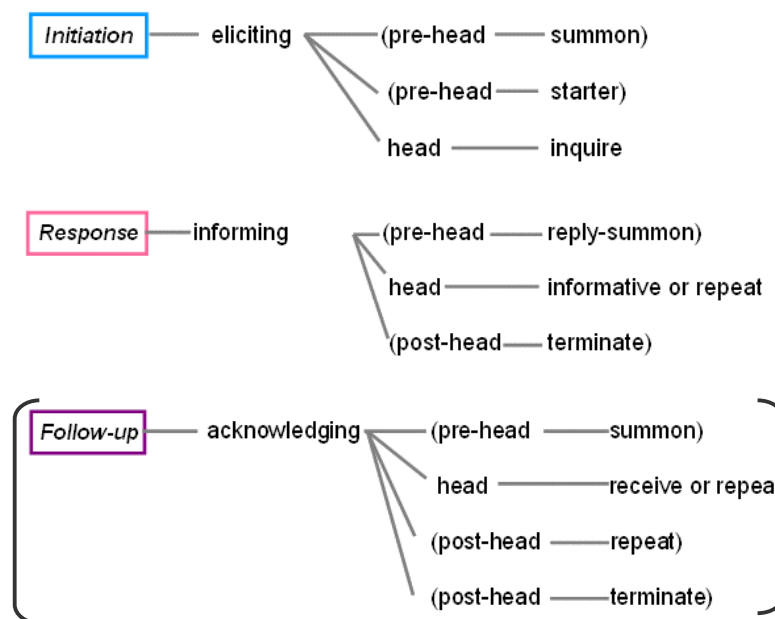 Initiation eliciting (pre-head summon)
(pre-head starter)
head inquire
Response informing (pre-head reply-summon)
head informative or repeat
(post-head terminate)
Follow-up acknowledging (pre-head summon)
head receive or repea
(post-head repeat)
(post-head terminate)